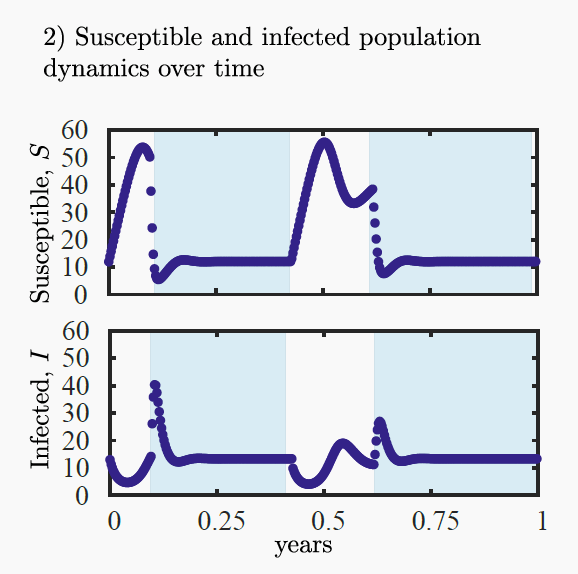 2) Susceptible and infected population
dynamics over time
Susceptible, S
60
50
40
30
20
10
0
Infected, I
60
50
40
30
20
10
0
0 0.25 0.5 0.75 1
years